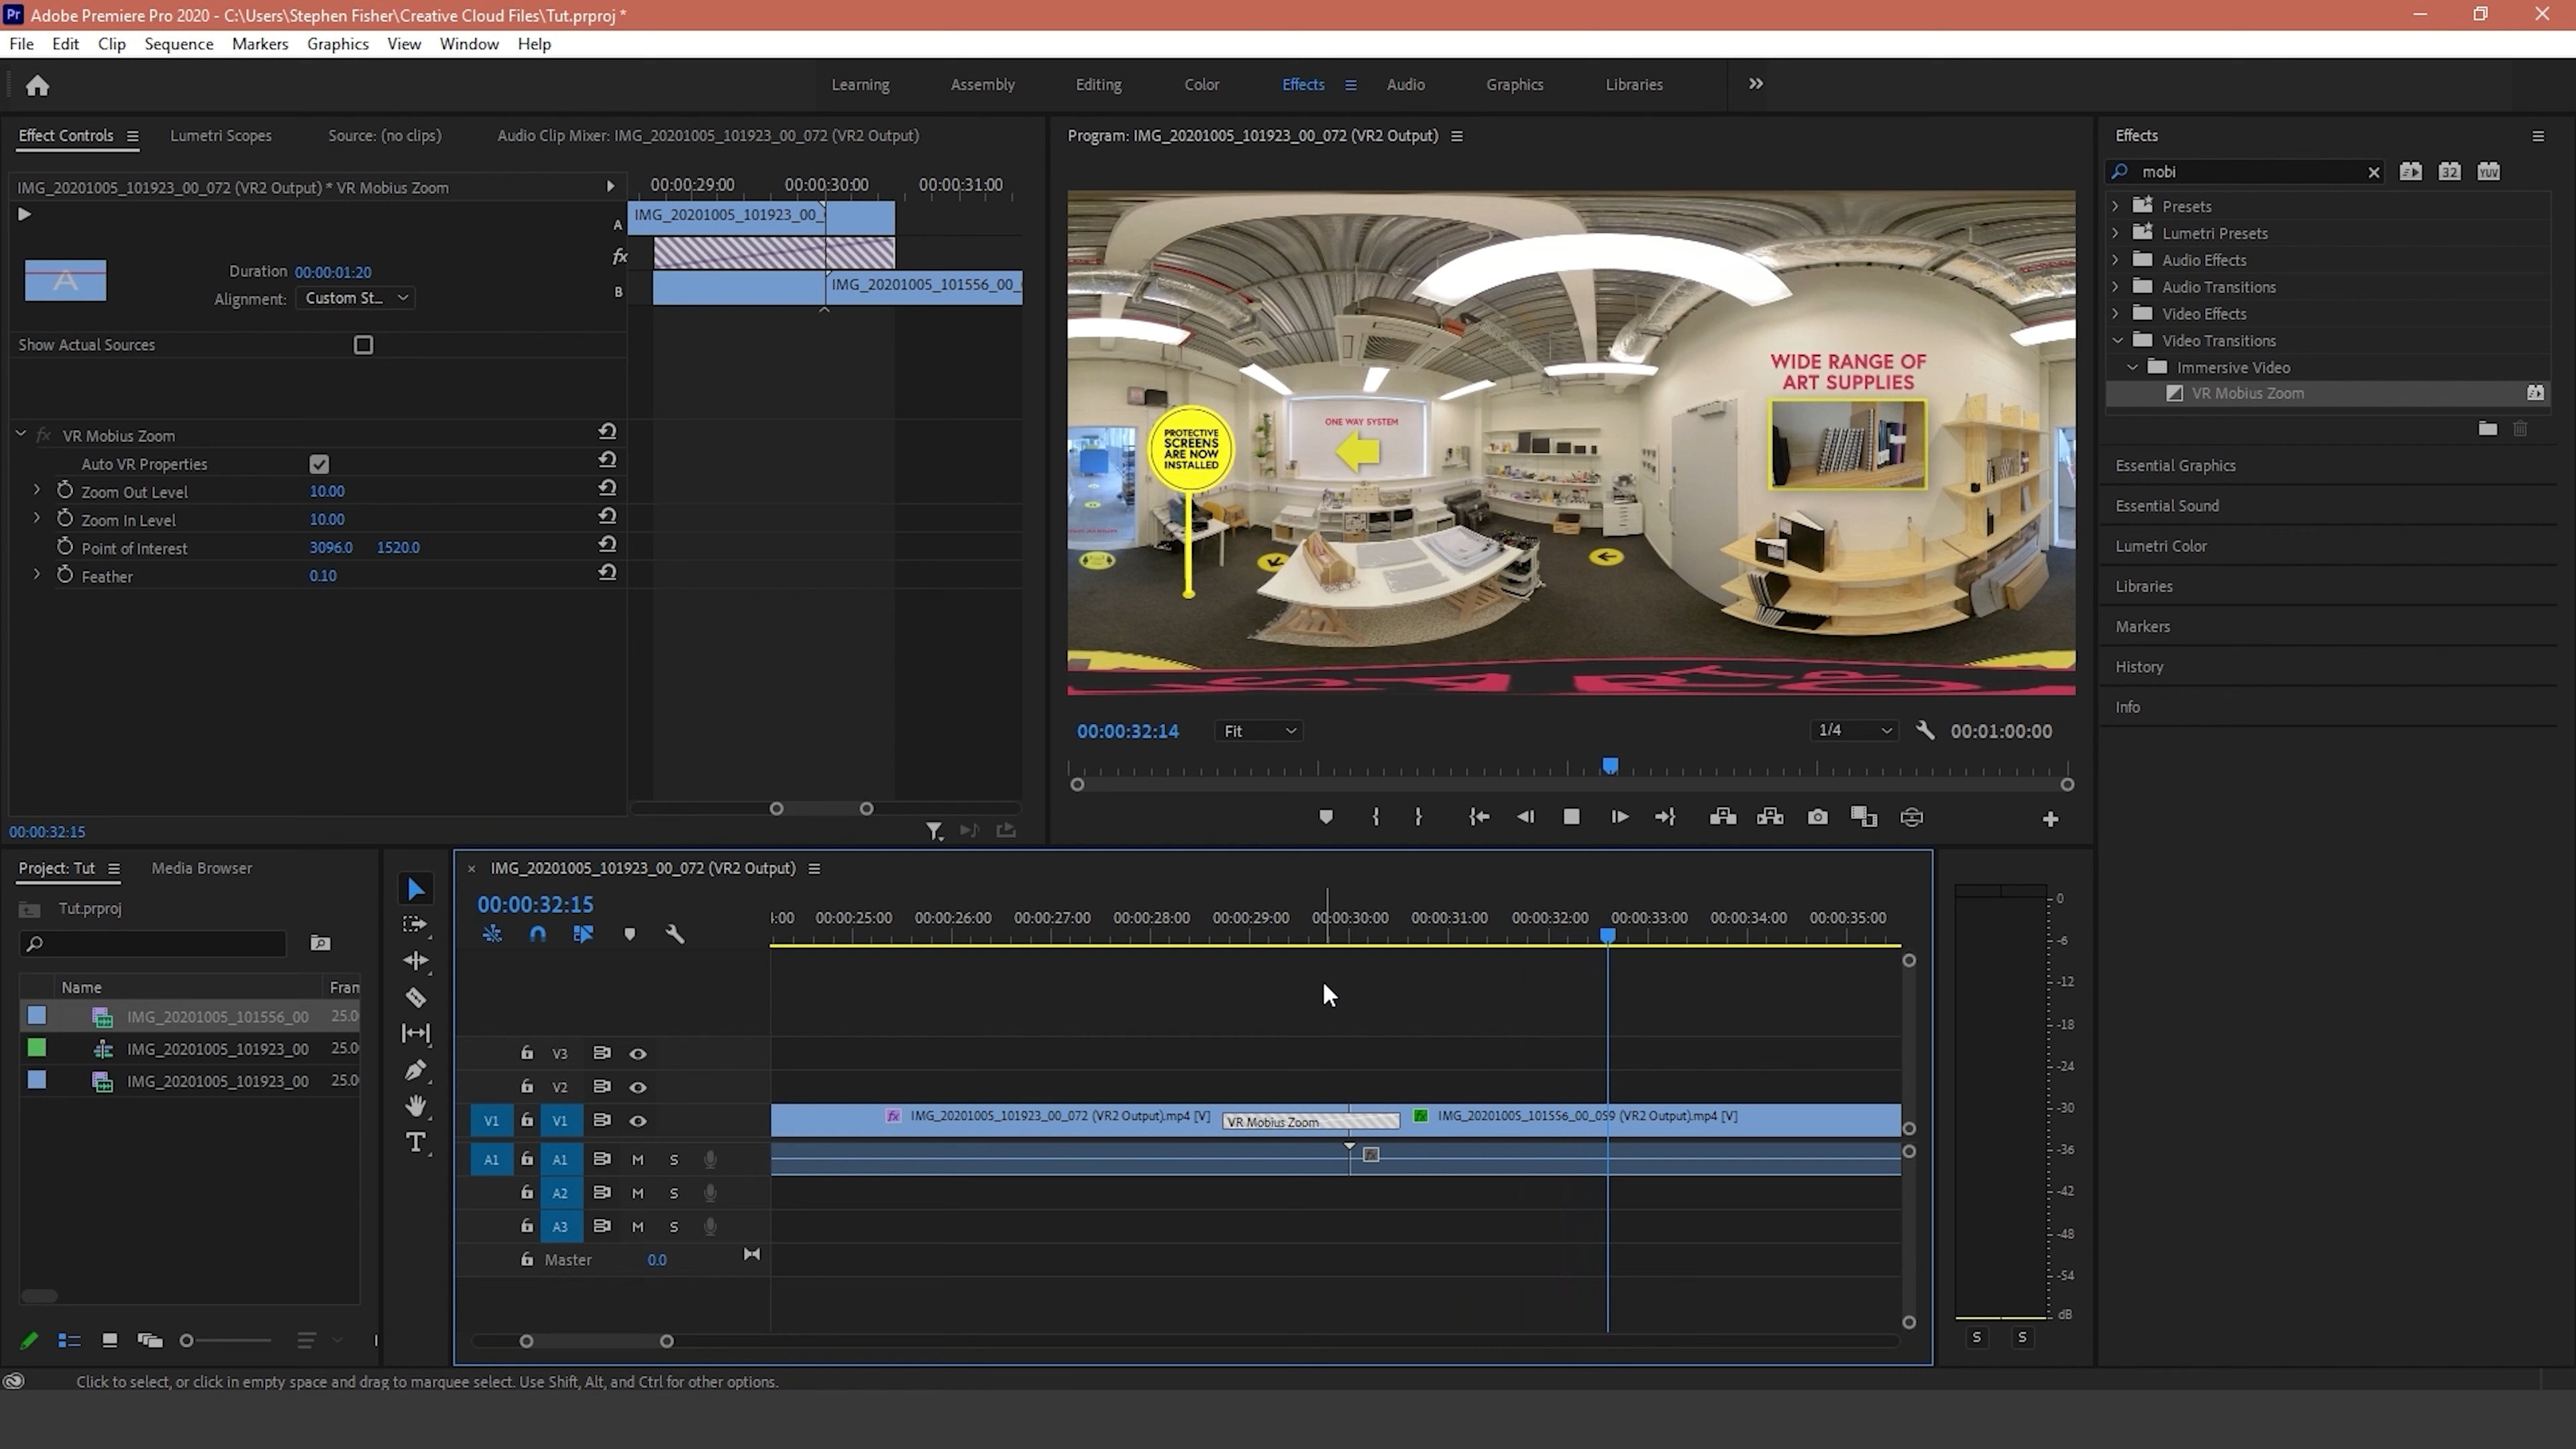 Adobe Premiere Pro 2020 - C:\Users\Stephen Fisher\Creative Cloud Files\Tut.prproj *
File Edit Clip Sequence Markers Graphics View Window Help
Learning Assembly Editing Color Effects Audio Graphics Libraries
Effect Controls Lumetri Scopes Source: (no clips) Audio Clip Mixer: IMG_20201005_101923_00_072 (VR2 Output)
IMG_20201005_101923_00_072 (VR2 Output) * VR Mobius Zoom
00:00:29:00 00:00:30:00 00:00:31:00
A IMG_20201005_101923_00_
fx
B IMG_20201005_101556_00_
A
Duration 00:00:01:20
Alignment: Custom St...
Show Actual Sources
fx VR Mobius Zoom
Auto VR Properties
Zoom Out Level 10.00
Zoom In Level 10.00
Point of Interest 3096.0 1520.0
Feather 0.10
00:00:32:15
Program: IMG_20201005_101923_00_072 (VR2 Output)
WIDE RANGE OF
ART SUPPLIES
PROTECTIVE
SCREENS
ARE NOW
INSTALLED
ONE WAY SYSTEM
00:00:32:14 Fit 1/4 00:01:00:00
Effects
mobi
32 YUV
Presets
Lumetri Presets
Audio Effects
Audio Transitions
Video Effects
Video Transitions
Immersive Video
VR Mobius Zoom
Essential Graphics
Essential Sound
Lumetri Color
Libraries
Markers
History
Info
Project: Tut Media Browser
Tut.prproj
Name Fran
IMG_20201005_101556_00 25.0
IMG_20201005_101923_00 25.0
IMG_20201005_101923_00 25.0
IMG_20201005_101923_00_072 (VR2 Output)
00:00:32:15
:00 00:00:25:00 00:00:26:00 00:00:27:00 00:00:28:00 00:00:29:00 00:00:30:00 00:00:31:00 00:00:32:00 00:00:33:00 00:00:34:00 00:00:35:00
V3
V2
V1 V1 fx IMG_20201005_101923_00_072 (VR2 Output).mp4 [V] VR Mobius Zoom fx IMG_20201005_101556_00_059 (VR2 Output).mp4 [V]
A1 A1 M S fx
A2 M S
A3 M S
Master 0.0
0
-6
-12
-18
-24
-30
-36
-42
-48
-54
dB
S S
Click to select, or click in empty space and drag to marquee select. Use Shift, Alt, and Ctrl for other options.